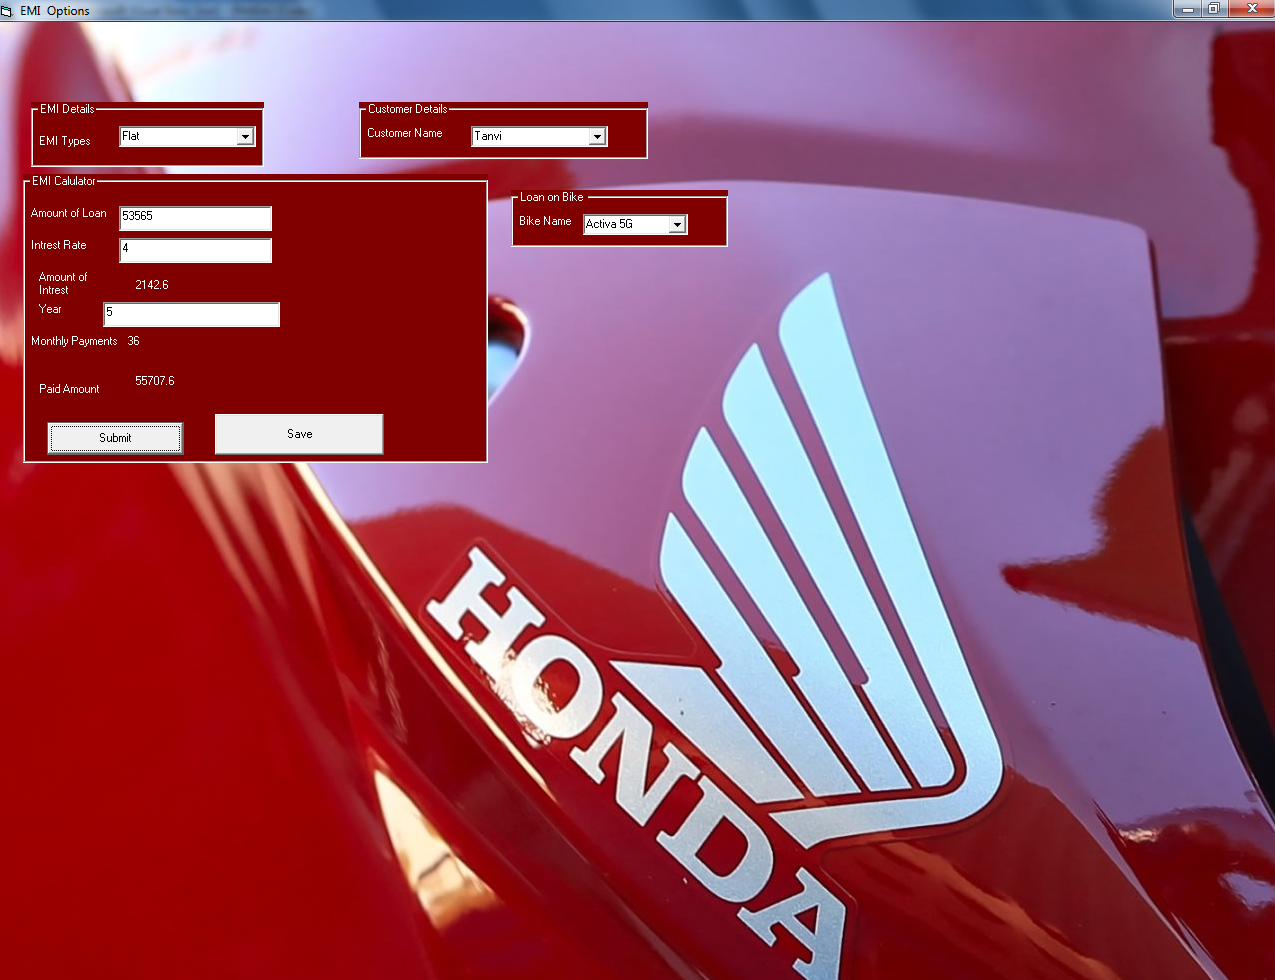 EMI Options
EMI Details
EMI Types Flat
Customer Details
Customer Name Tanvi
EMI Calulator
Amount of Loan 53565
Intrest Rate 4
Amount of
Intrest 2142.6
Year 5
Monthly Payments 36
Paid Amount 55707.6
Submit Save
Loan on Bike
Bike Name Activa 5G
HONDA